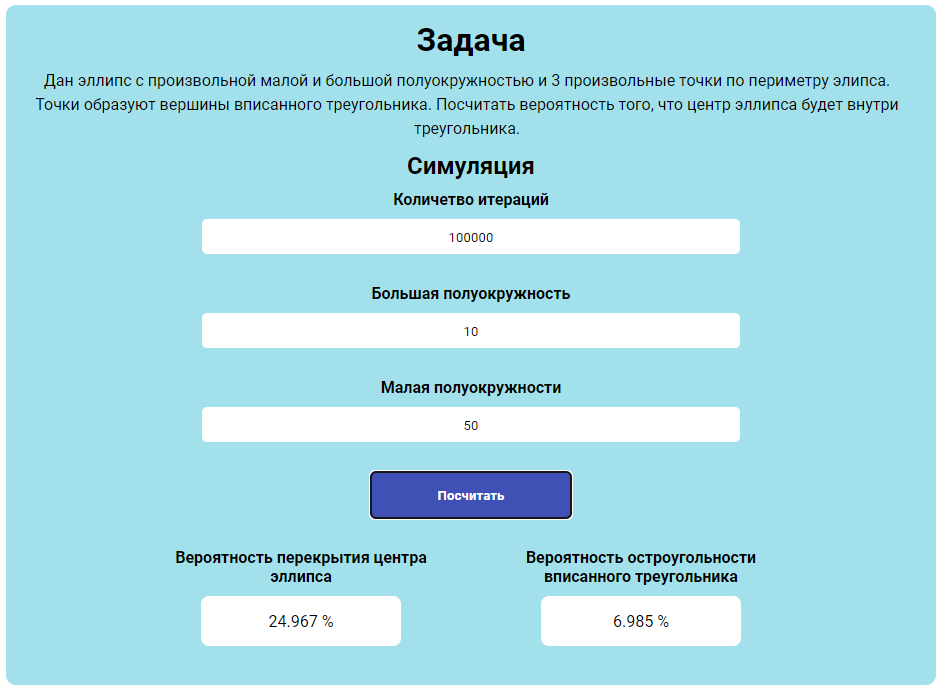 Задача
Дан эллипс с произвольной малой и большой полуокружностью и 3 произвольные точки по периметру элипса.
Точки образуют вершины вписанного треугольника. Посчитать вероятность того, что центр эллипса будет внутри
треугольника.
Симуляция
Количетво итераций
100000
Большая полуокружность
10
Малая полуокружности
50
Посчитать
Вероятность перекрытия центра
эллипса
24.967 %
Вероятность остроугольности
вписанного треугольника
6.985 %